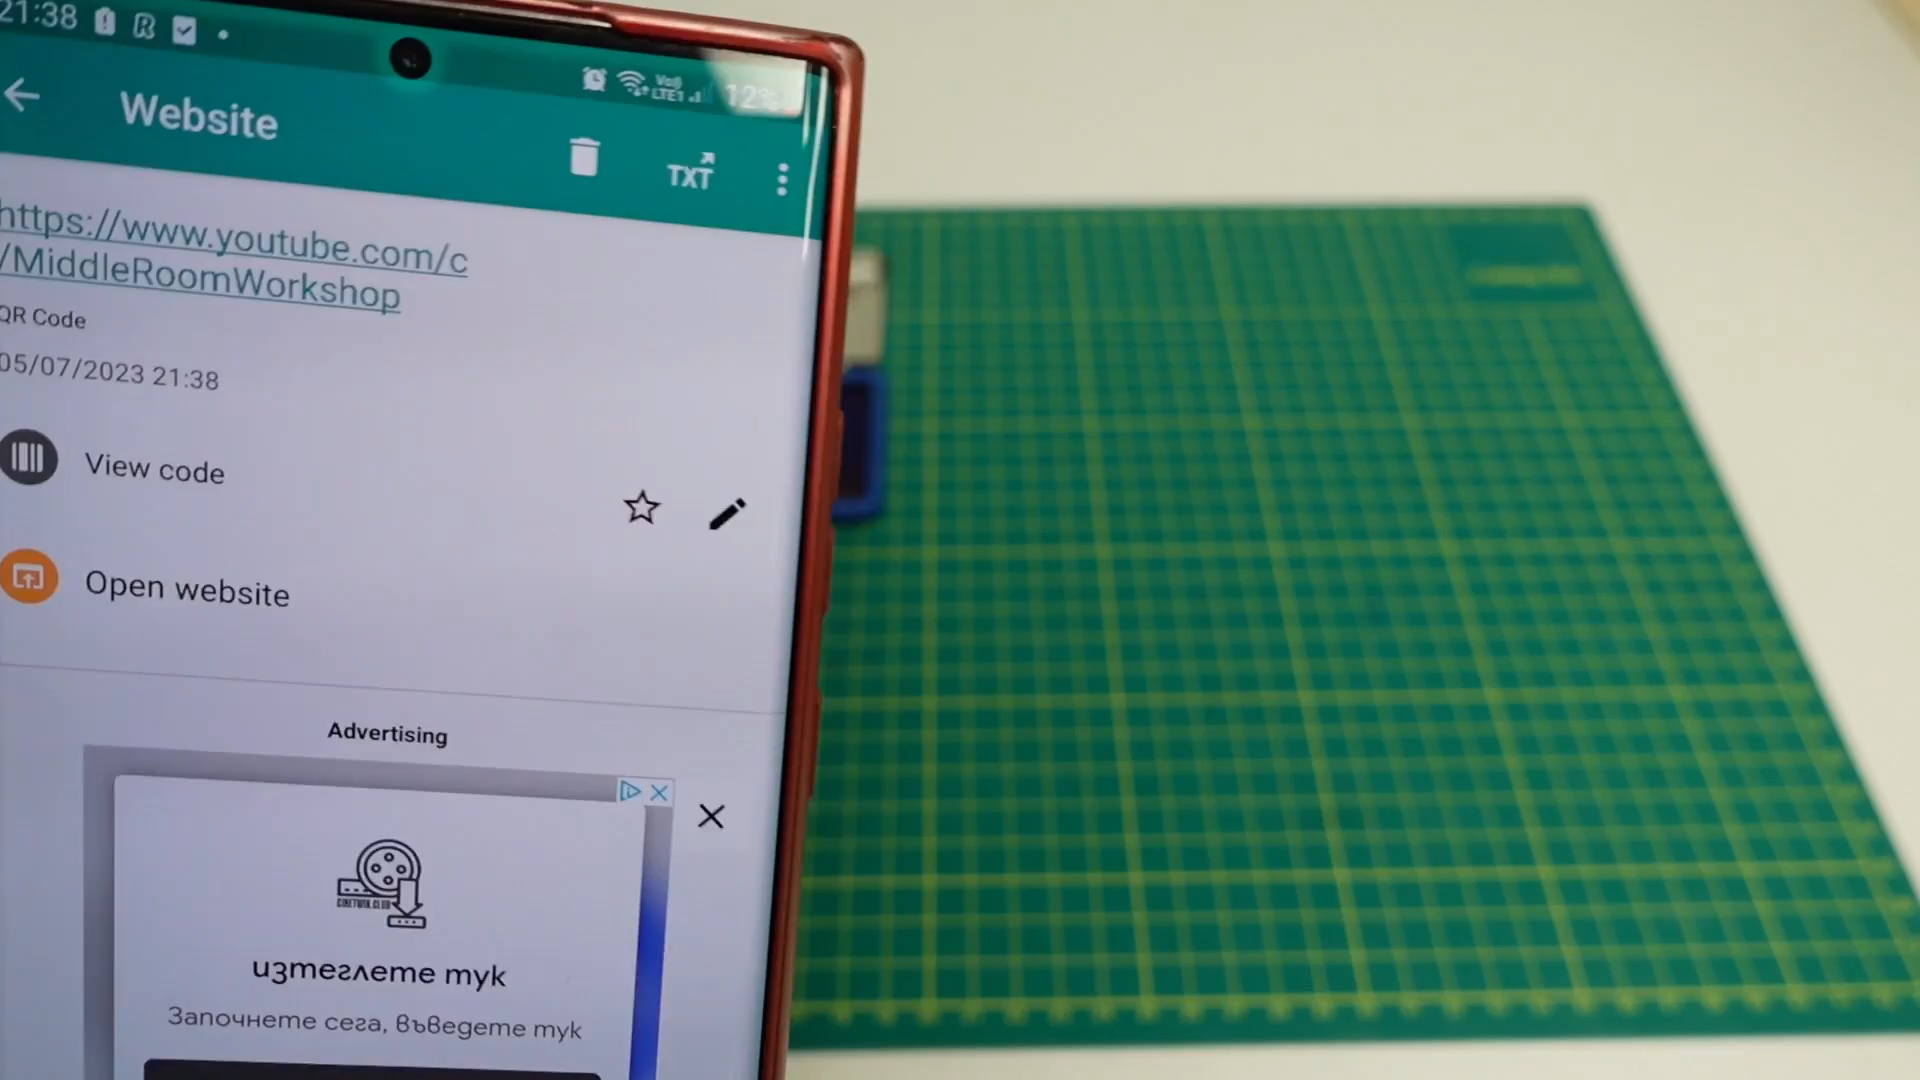 21:38
12%
Website
TXT
https://www.youtube.com/c
/MiddleRoomWorkshop
QR Code
05/07/2023 21:38
View code
Open website
Advertising
изтеглете тук
Започнете сега, въведете тук